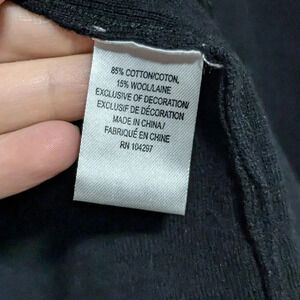 85% COTTON/COTON,
15% WOOL/LAINE
EXCLUSIVE OF DECORATION/
EXCLUSIF DE DÉCORATION
MADE IN CHINA/
FABRIQUÉ EN CHINE
RN 104297